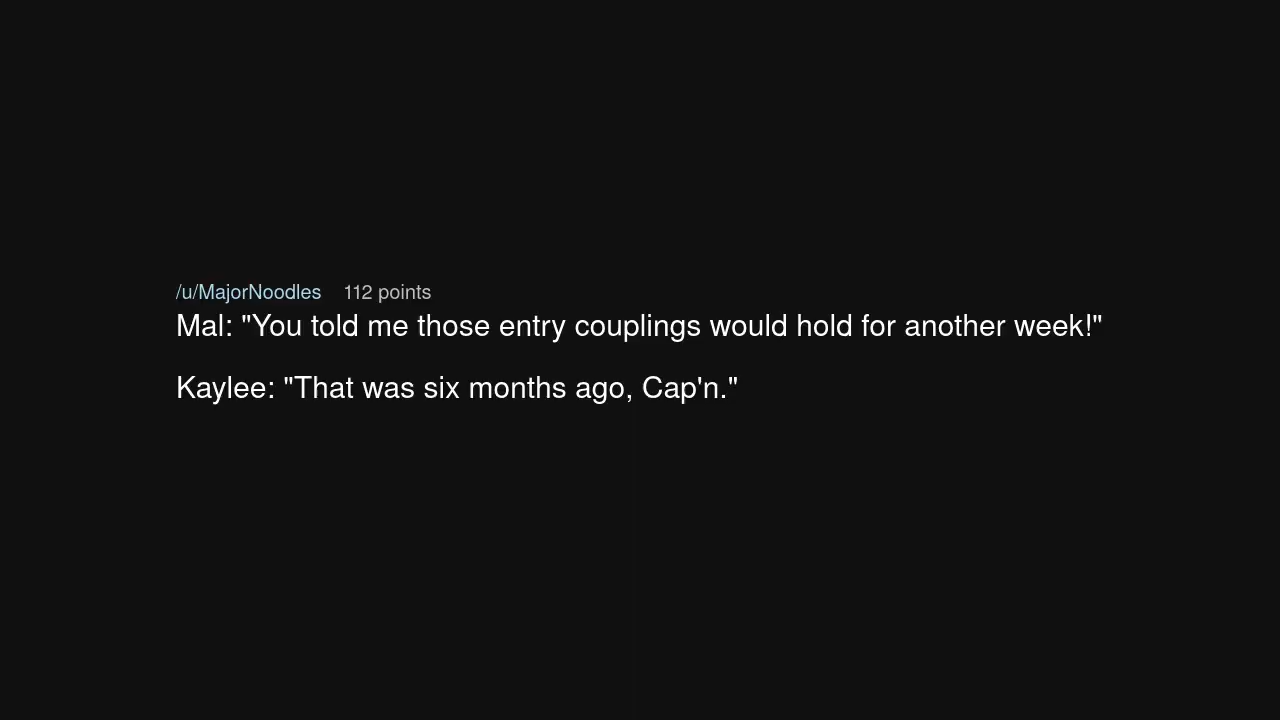 /u/MajorNoodles 112 points
Mal: "You told me those entry couplings would hold for another week!"
Kaylee: "That was six months ago, Cap'n."